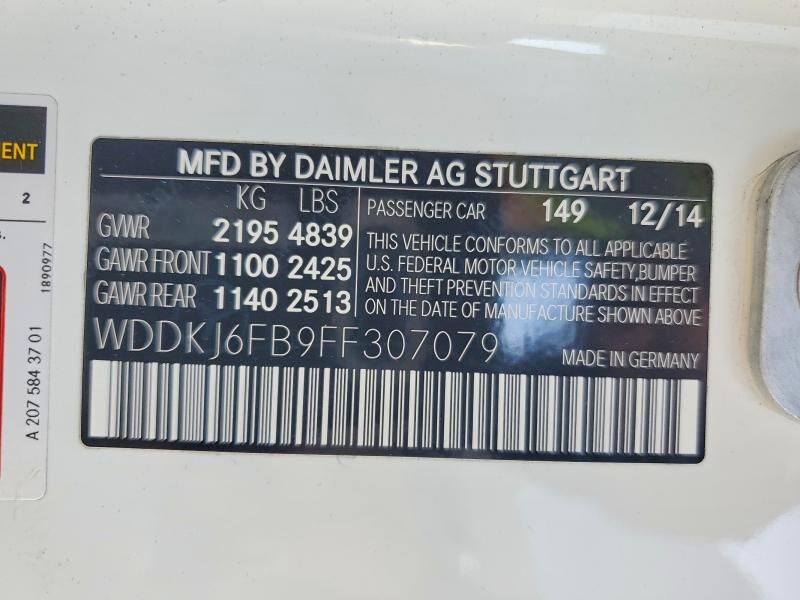 ENT
2
s.
1890977
A 207 584 37 01
MFD BY DAIMLER AG STUTTGART
KG LBS
GVWR 2195 4839
GAWR FRONT 1100 2425
GAWR REAR 1140 2513
PASSENGER CAR 149 12/14
THIS VEHICLE CONFORMS TO ALL APPLICABLE
U.S. FEDERAL MOTOR VEHICLE SAFETY,BUMPER
AND THEFT PREVENTION STANDARDS IN EFFECT
ON THE DATE OF MANUFACTURE SHOWN ABOVE.
WDDKJ6FB9FF307079
MADE IN GERMANY